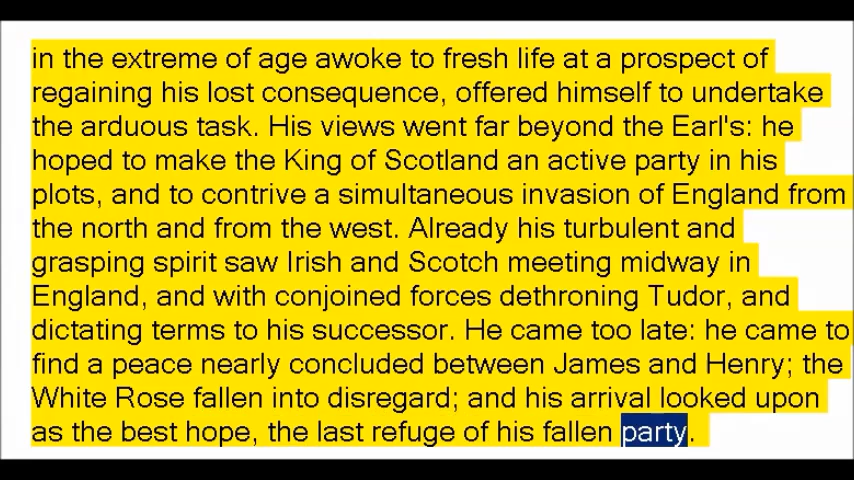 in the extreme of age awoke to fresh life at a prospect of
regaining his lost consequence, offered himself to undertake
the arduous task. His views went far beyond the Earl's: he
hoped to make the King of Scotland an active party in his
plots, and to contrive a simultaneous invasion of England from
the north and from the west. Already his turbulent and
grasping spirit saw Irish and Scotch meeting midway in
England, and with conjoined forces dethroning Tudor, and
dictating terms to his successor. He came too late: he came to
find a peace nearly concluded between James and Henry; the
White Rose fallen into disregard; and his arrival looked upon
as the best hope, the last refuge of his fallen party.